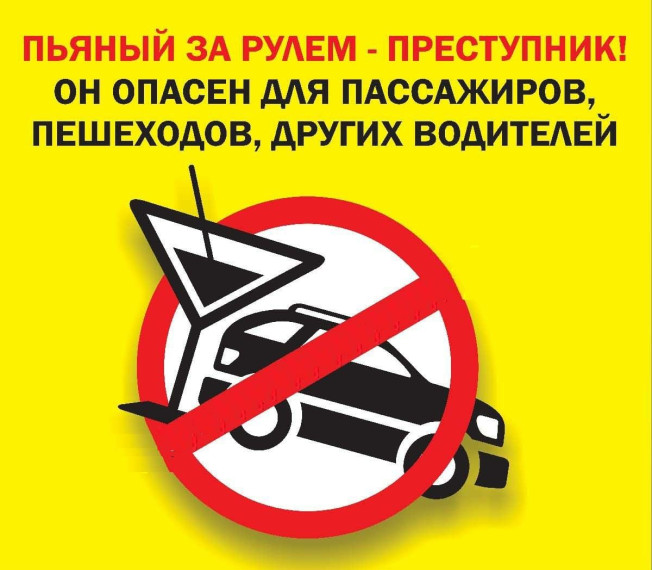 ПЬЯНЫЙ ЗА РУЛЕМ - ПРЕСТУПНИК!
ОН ОПАСЕН ДЛЯ ПАССАЖИРОВ,
ПЕШЕХОДОВ, ДРУГИХ ВОДИТЕЛЕЙ